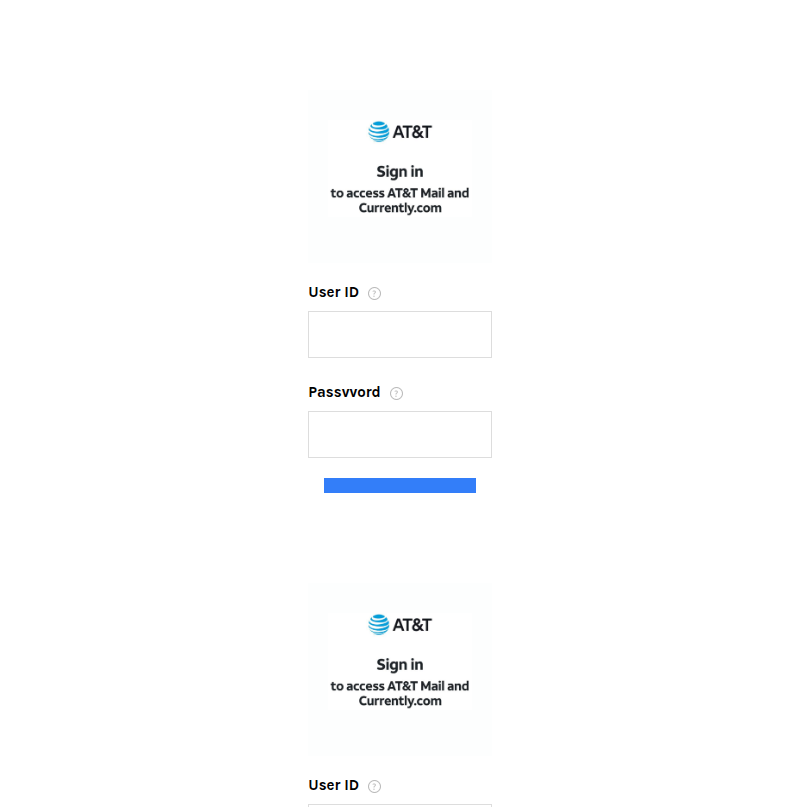 AT&T
Sign in
to access AT&T Mail and
Currently.com
User ID ?
Passvvord ?
AT&T
Sign in
to access AT&T Mail and
Currently.com
User ID ?